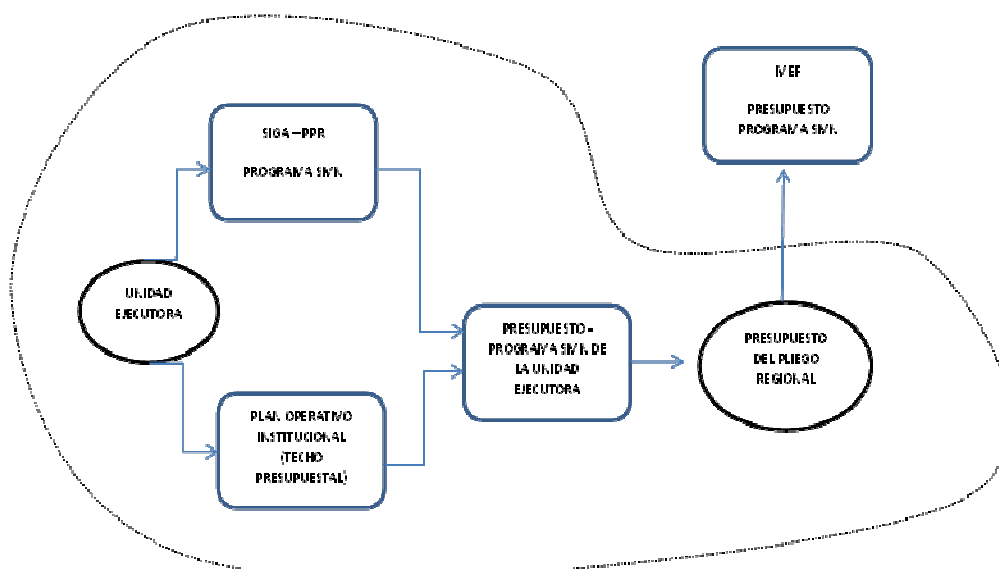 SIGA – PPR
PROGRAMA SMN.
UNIDAD
EJECUTORA
PLAN OPERATIVO
INSTITUCIONAL
(TECHO
PRESUPUESTAL)
PRESUPUESTO -
PROGRAMA SMN. DE
LA UNIDAD
EJECUTORA
PRESUPUESTO
DEL PLIEGO
REGIONAL
MEF
PRESUPUESTO
PROGRAMA SMN.